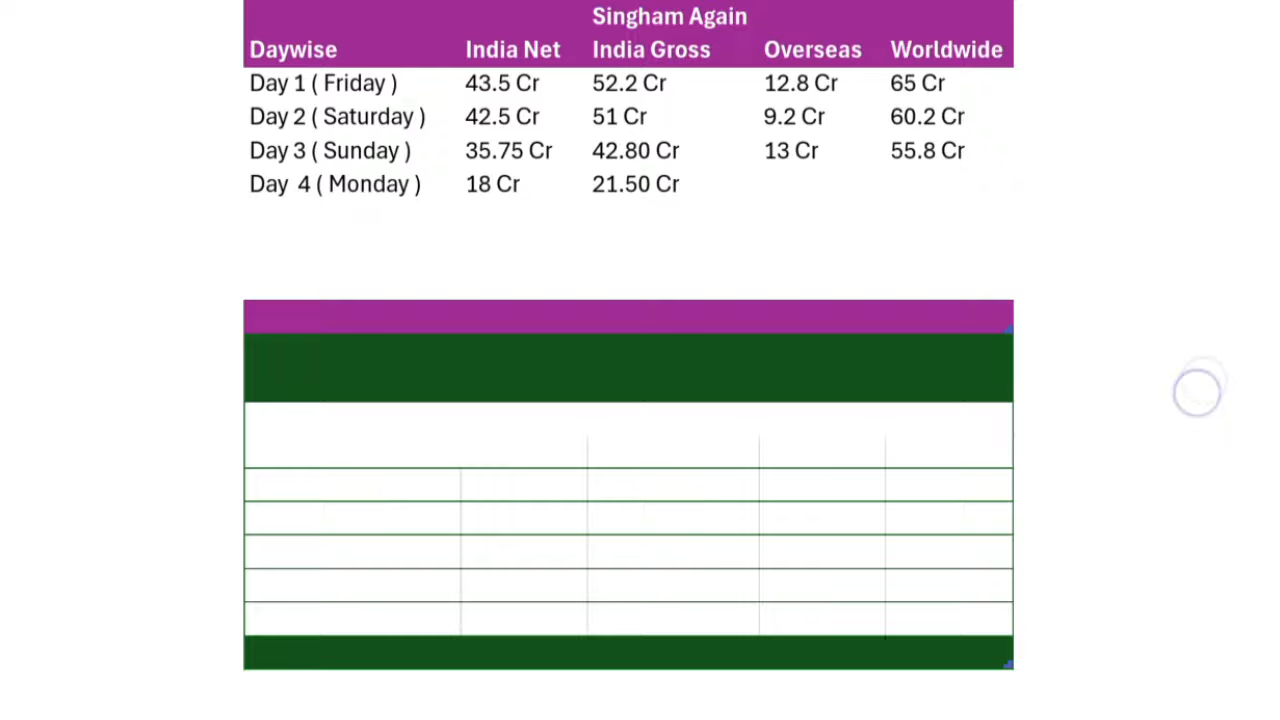 Singham Again
Daywise India Net India Gross Overseas Worldwide
Day 1 ( Friday ) 43.5 Cr 52.2 Cr 12.8 Cr 65 Cr
Day 2 ( Saturday ) 42.5 Cr 51 Cr 9.2 Cr 60.2 Cr
Day 3 ( Sunday ) 35.75 Cr 42.80 Cr 13 Cr 55.8 Cr
Day 4 ( Monday ) 18 Cr 21.50 Cr